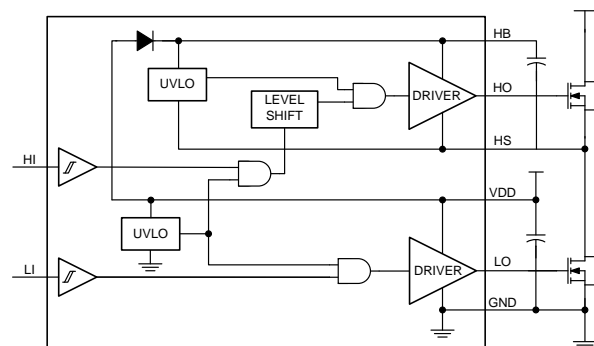 HB
UVLO
LEVEL
SHIFT
DRIVER
HO
HS
HI
VDD
UVLO
LI
DRIVER
LO
GND